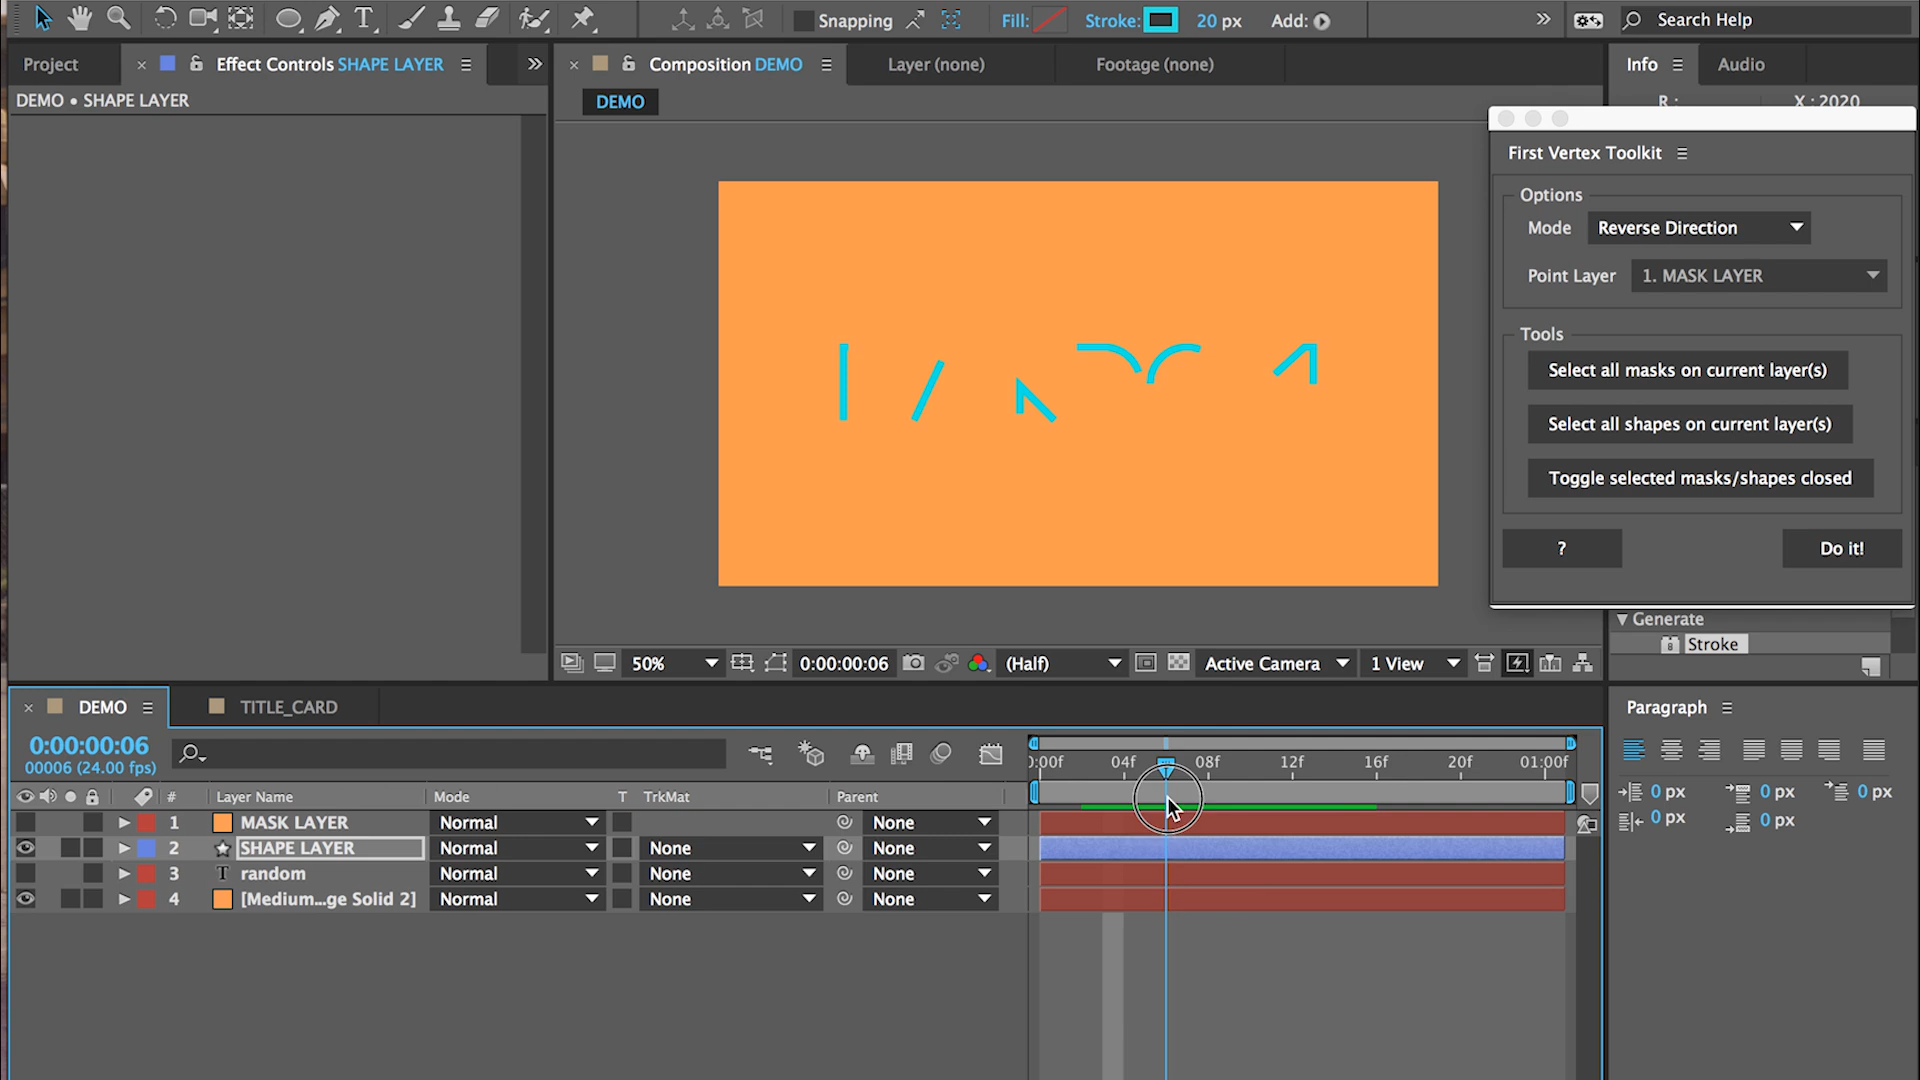 Snapping
Fill:
Stroke:
20 px
Add:
Search Help
Project
Effect Controls SHAPE LAYER
Composition DEMO
Layer (none)
Footage (none)
Info
Audio
DEMO • SHAPE LAYER
DEMO
R :
X : 2020
First Vertex Toolkit
Options
Mode
Reverse Direction
Point Layer
1. MASK LAYER
Tools
Select all masks on current layer(s)
Select all shapes on current layer(s)
Toggle selected masks/shapes closed
?
Do it!
Generate
Stroke
50%
0:00:00:06
(Half)
Active Camera
1 View
DEMO
TITLE_CARD
Paragraph
0:00:00:06
00006 (24.00 fps)
):00f
04f
08f
12f
16f
20f
01:00f
0 px
0 px
0 px
0 px
0 px
#
Layer Name
Mode
T
TrkMat
Parent
1
MASK LAYER
Normal
None
2
SHAPE LAYER
Normal
None
None
3
T
random
Normal
None
None
4
[Medium...ge Solid 2]
Normal
None
None